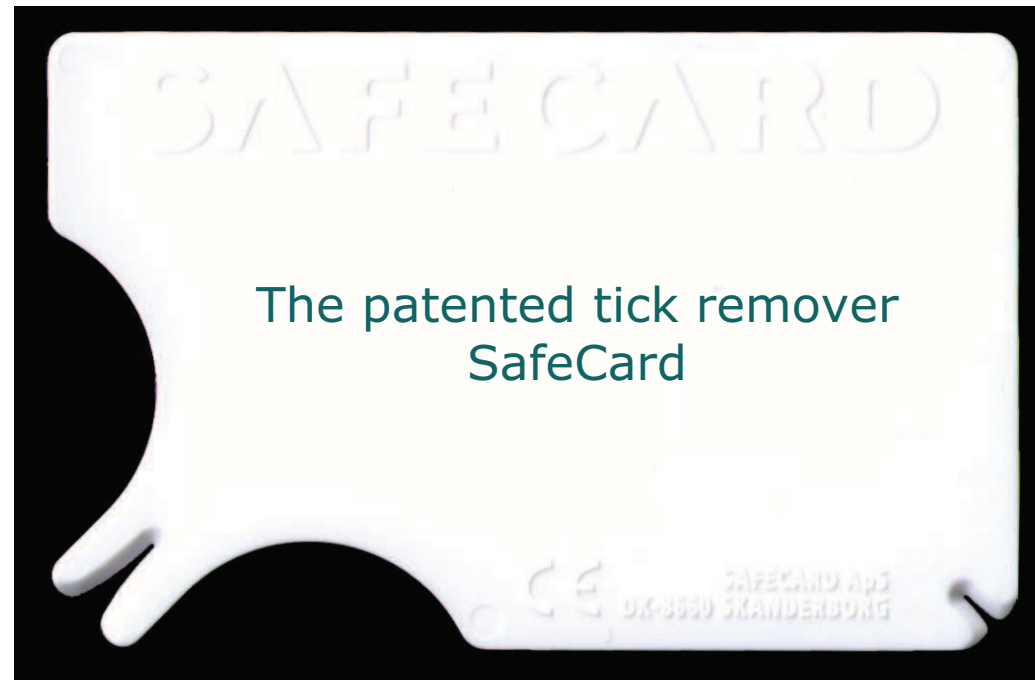 SAFECARD
The patented tick remover
SafeCard
CE SAFECARD ApS
DK-8660 SKANDERBORG